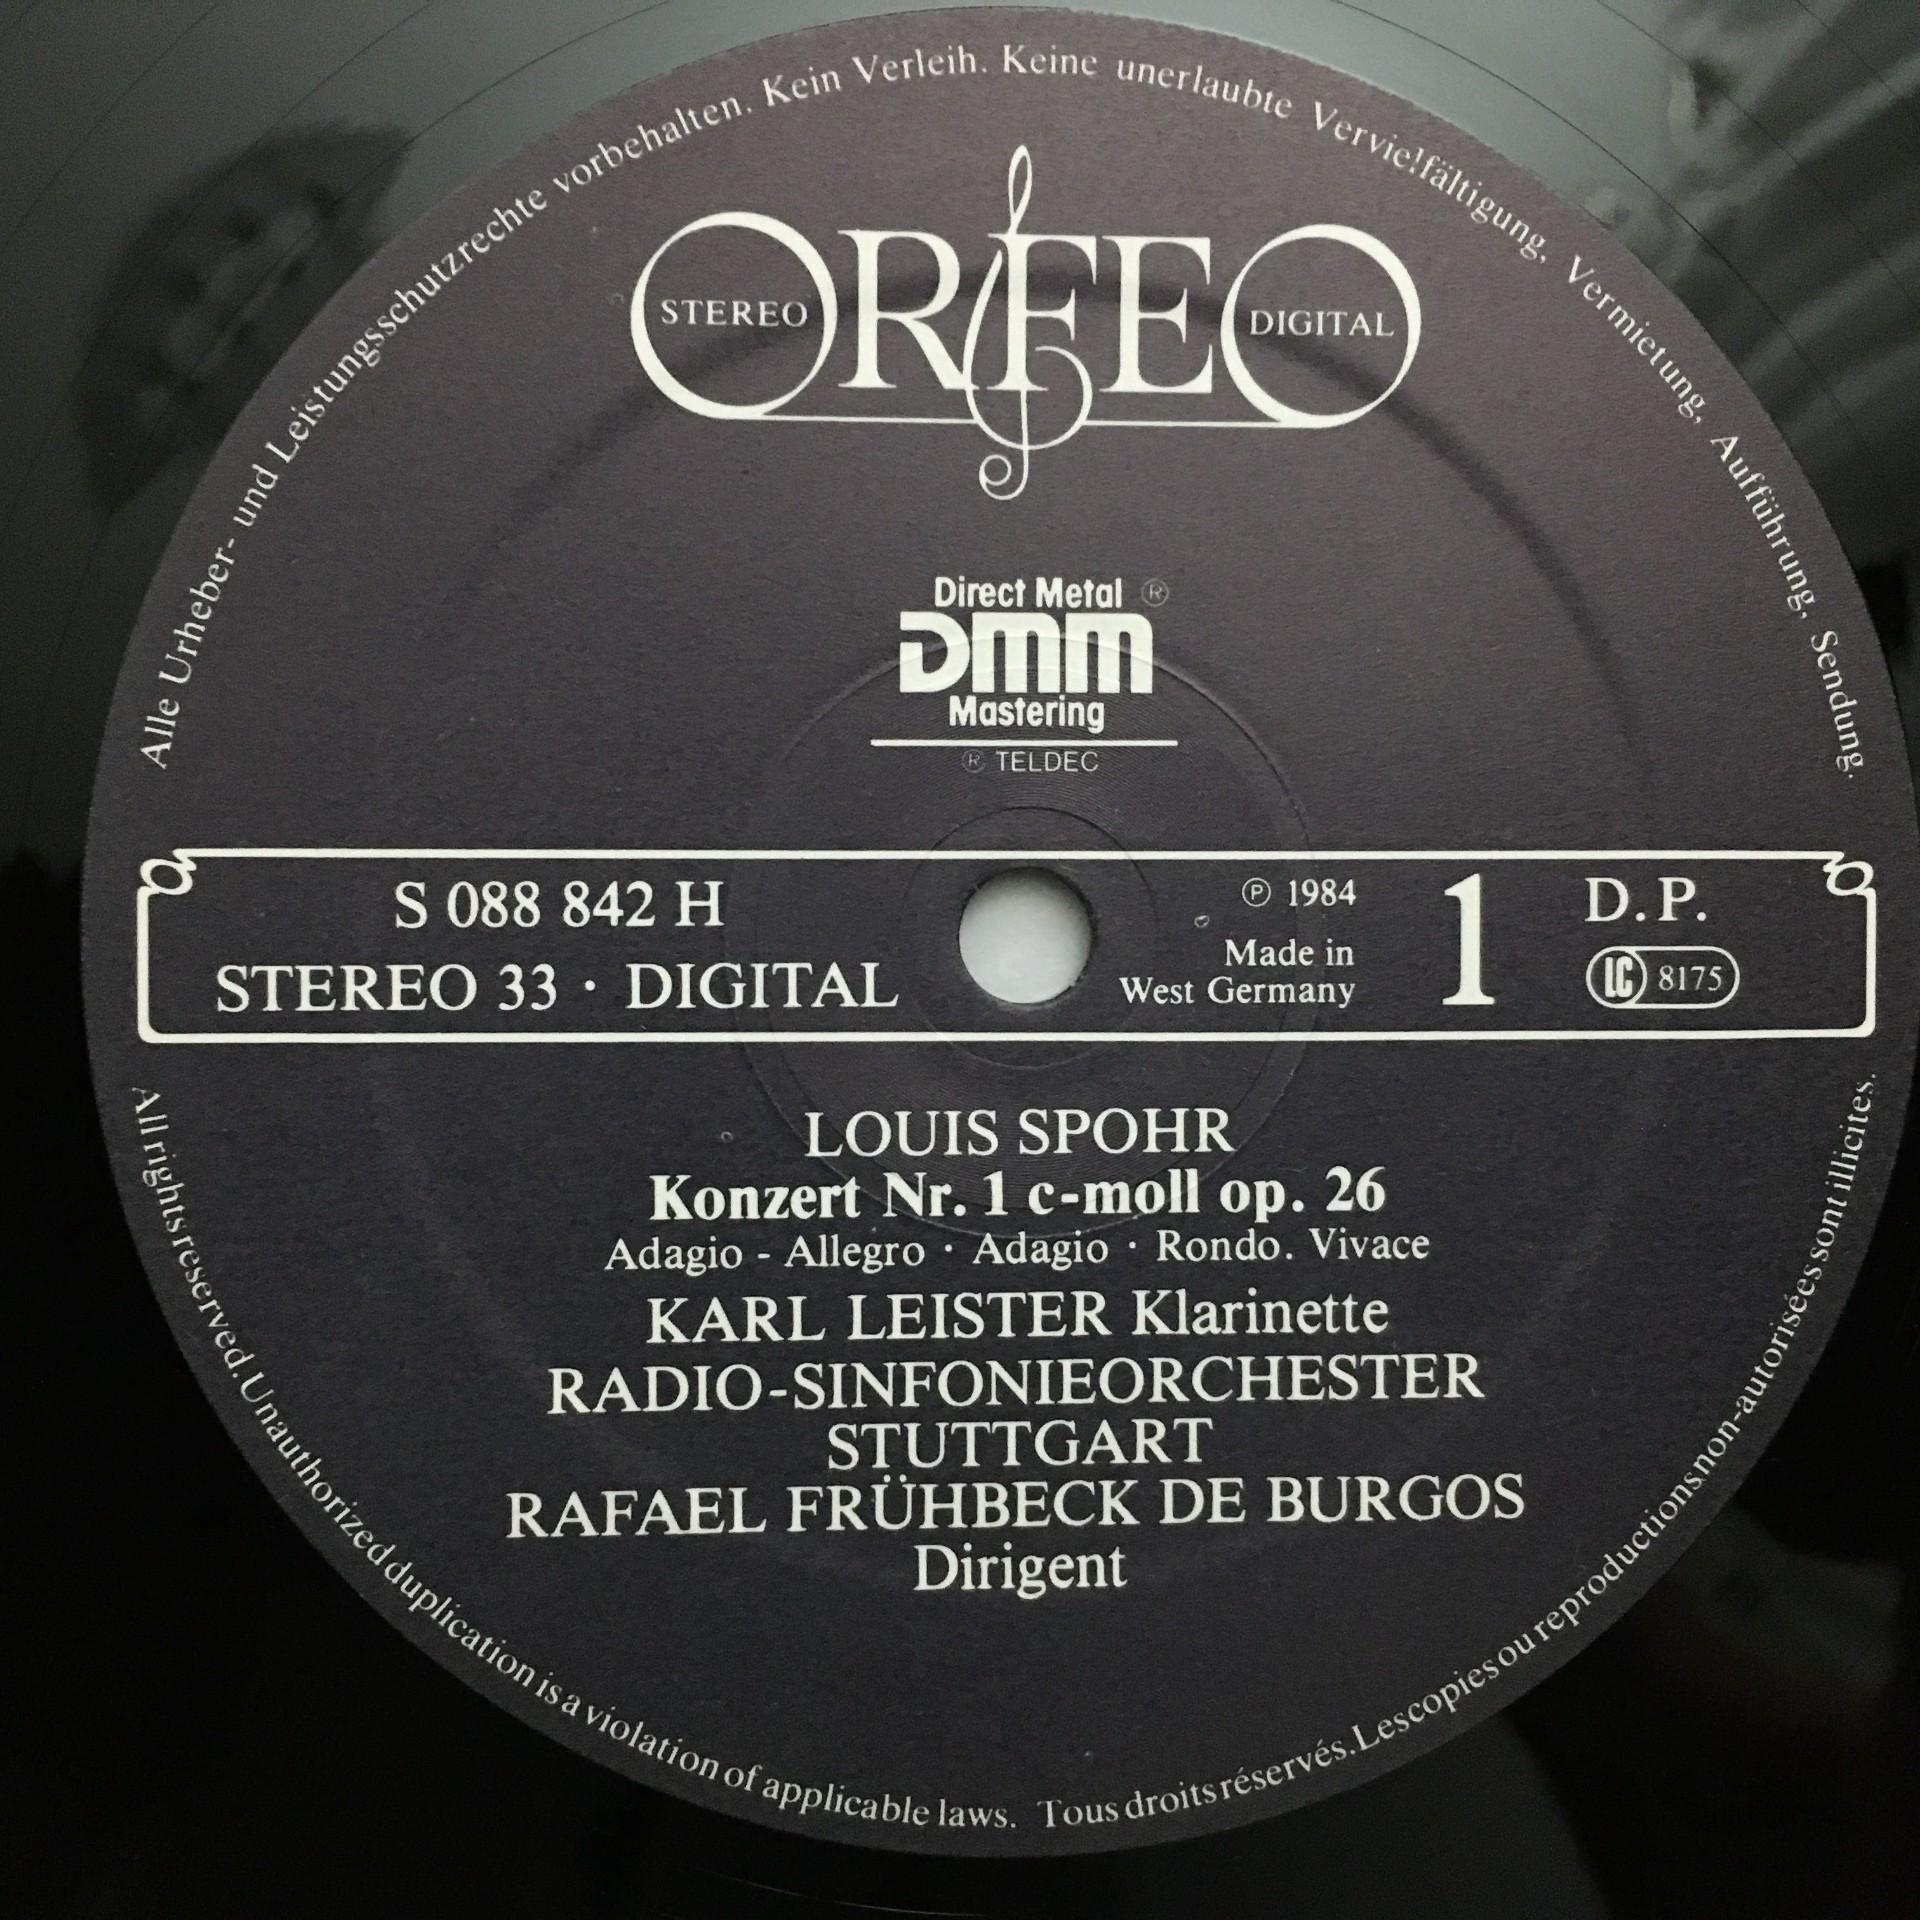 Alle Urheber- und Leistungsschutzrechte vorbehalten. Kein Verleih. Keine unerlaubte Vervielfältigung, Vermietung, Aufführung, Sendung.
ORFEO
STEREO
DIGITAL
Direct Metal ®
DMM
Mastering
® TELDEC
S 088 842 H
STEREO 33 · DIGITAL
℗ 1984
Made in
West Germany
1
D.P.
LC 8175
LOUIS SPOHR
Konzert Nr. 1 c-moll op. 26
Adagio - Allegro · Adagio · Rondo. Vivace
KARL LEISTER Klarinette
RADIO-SINFONIEORCHESTER
STUTTGART
RAFAEL FRÜHBECK DE BURGOS
Dirigent
All rights reserved. Unauthorized duplication is a violation of applicable laws. Tous droits réservés. Les copies ou reproductions non-autorisées sont illicites.